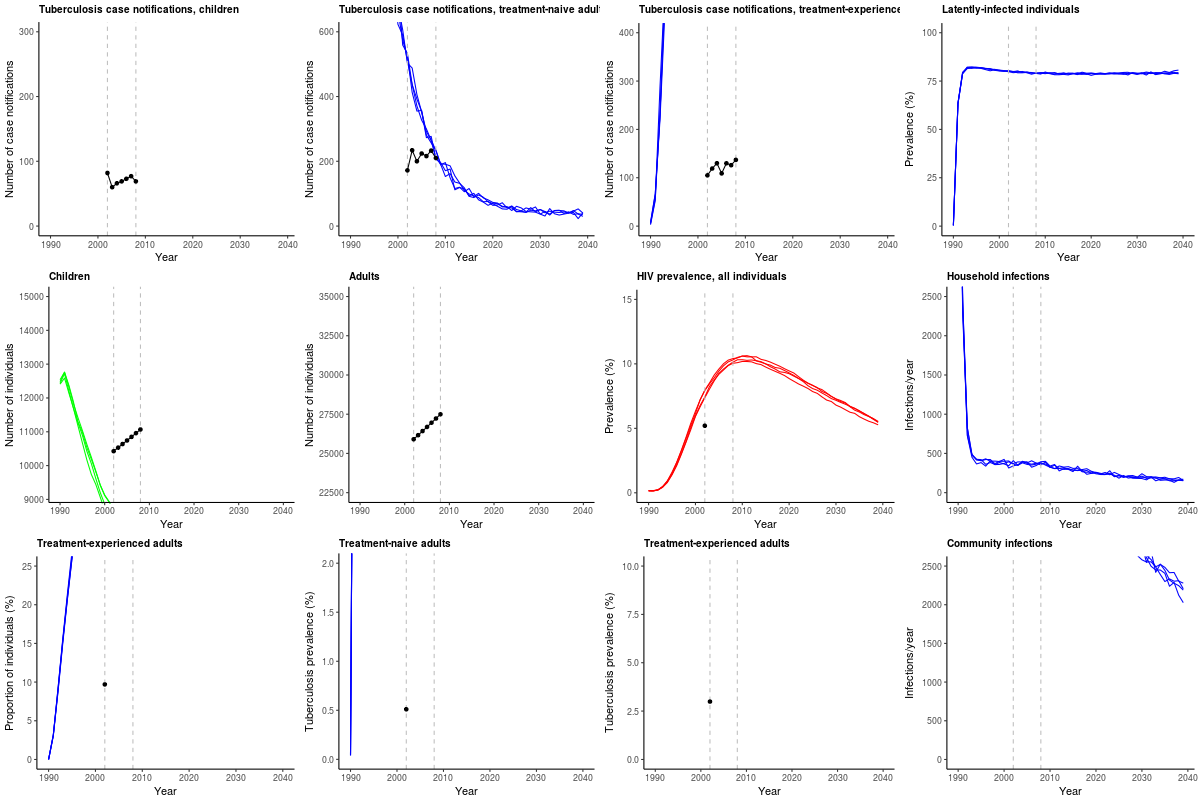 Tuberculosis case notifications, children
Number of case notifications
300
200
100
0
1990 2000 2010 2020 2030 2040
Year
Tuberculosis case notifications, treatment-naive
Number of case notifications
600
400
200
0
1990 2000 2010 2020 2030 2040
Year
Tuberculosis case notifications,
Number of case notifications
400
300
200
100
0
1990 2000 2010 2020 2030 2040
Year
Latently-infected individuals
Prevalence (%)
100
75
50
25
0
1990 2000 2010 2020 2030 2040
Year
Children
Number of individuals
15000
14000
13000
12000
11000
10000
9000
1990 2000 2010 2020 2030 2040
Year
Adults
Number of individuals
35000
32500
30000
27500
25000
22500
1990 2000 2010 2020 2030 2040
Year
HIV prevalence, all individuals
Prevalence (%)
15
10
5
0
1990 2000 2010 2020 2030 2040
Year
Household infections
Infections/year
2500
2000
1500
1000
500
0
1990 2000 2010 2020 2030 2040
Year
Treatment-experienced adults
Proportion of individuals (%)
25
20
15
10
5
0
1990 2000 2010 2020 2030 2040
Year
Treatment-naive adults
Tuberculosis prevalence (%)
2.0
1.5
1.0
0.5
0.0
1990 2000 2010 2020 2030 2040
Year
Treatment-experienced adults
Tuberculosis prevalence (%)
10.0
7.5
5.0
2.5
0.0
1990 2000 2010 2020 2030 2040
Year
Community infections
Infections/year
2500
2000
1500
1000
500
0
1990 2000 2010 2020 2030 2040
Year